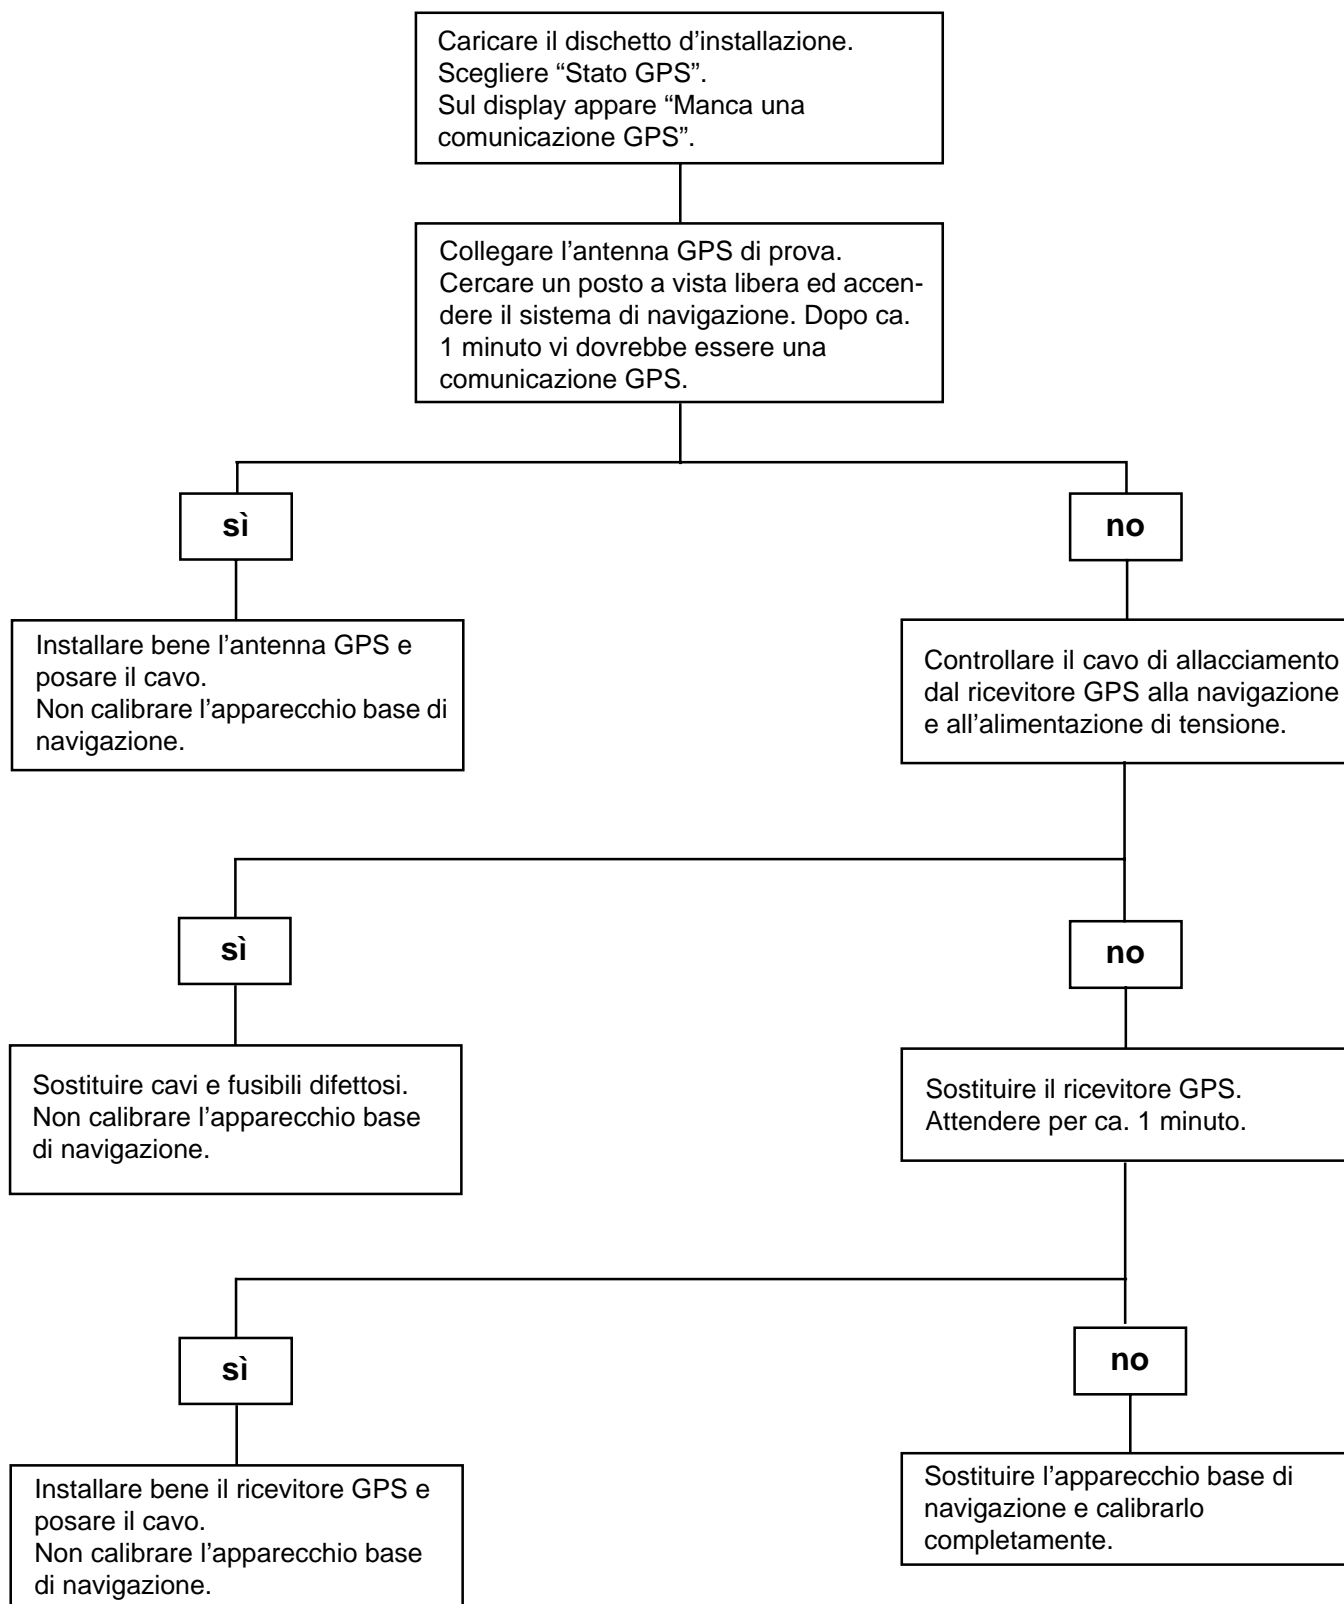 Caricare il dischetto d’installazione.
Scegliere “Stato GPS”.
Sul display appare “Manca una
comunicazione GPS”.
Collegare l’antenna GPS di prova.
Cercare un posto a vista libera ed accen-
dere il sistema di navigazione. Dopo ca.
1 minuto vi dovrebbe essere una
comunicazione GPS.
sì
no
Installare bene l’antenna GPS e
posare il cavo.
Non calibrare l’apparecchio base di
navigazione.
Controllare il cavo di allacciamento
dal ricevitore GPS alla navigazione
e all’alimentazione di tensione.
sì
no
Sostituire cavi e fusibili difettosi.
Non calibrare l’apparecchio base
di navigazione.
Sostituire il ricevitore GPS.
Attendere per ca. 1 minuto.
sì
no
Installare bene il ricevitore GPS e
posare il cavo.
Non calibrare l’apparecchio base
di navigazione.
Sostituire l’apparecchio base di
navigazione e calibrarlo
completamente.